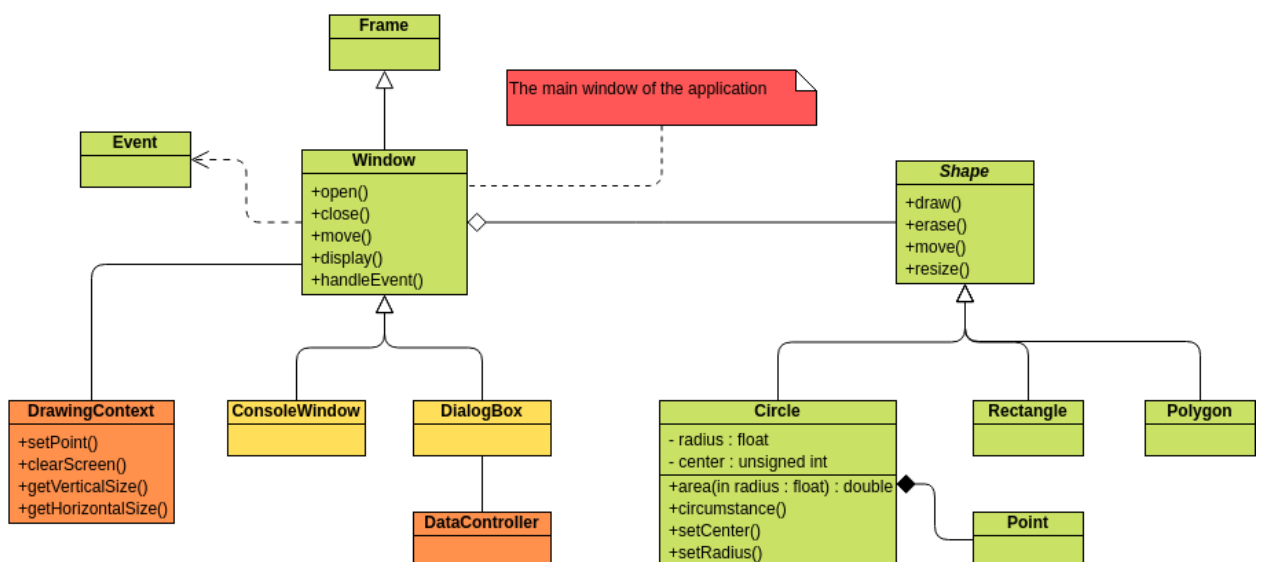 Frame
The main window of the application
Event
Window
+open()
+close()
+move()
+display()
+handleEvent()
Shape
+draw()
+erase()
+move()
+resize()
DrawingContext
+setPoint()
+clearScreen()
+getVerticalSize()
+getHorizontalSize()
ConsoleWindow
DialogBox
DataController
Circle
- radius : float
- center : unsigned int
+area(in radius : float) : double
+circumstance()
+setCenter()
+setRadius()
Rectangle
Polygon
Point